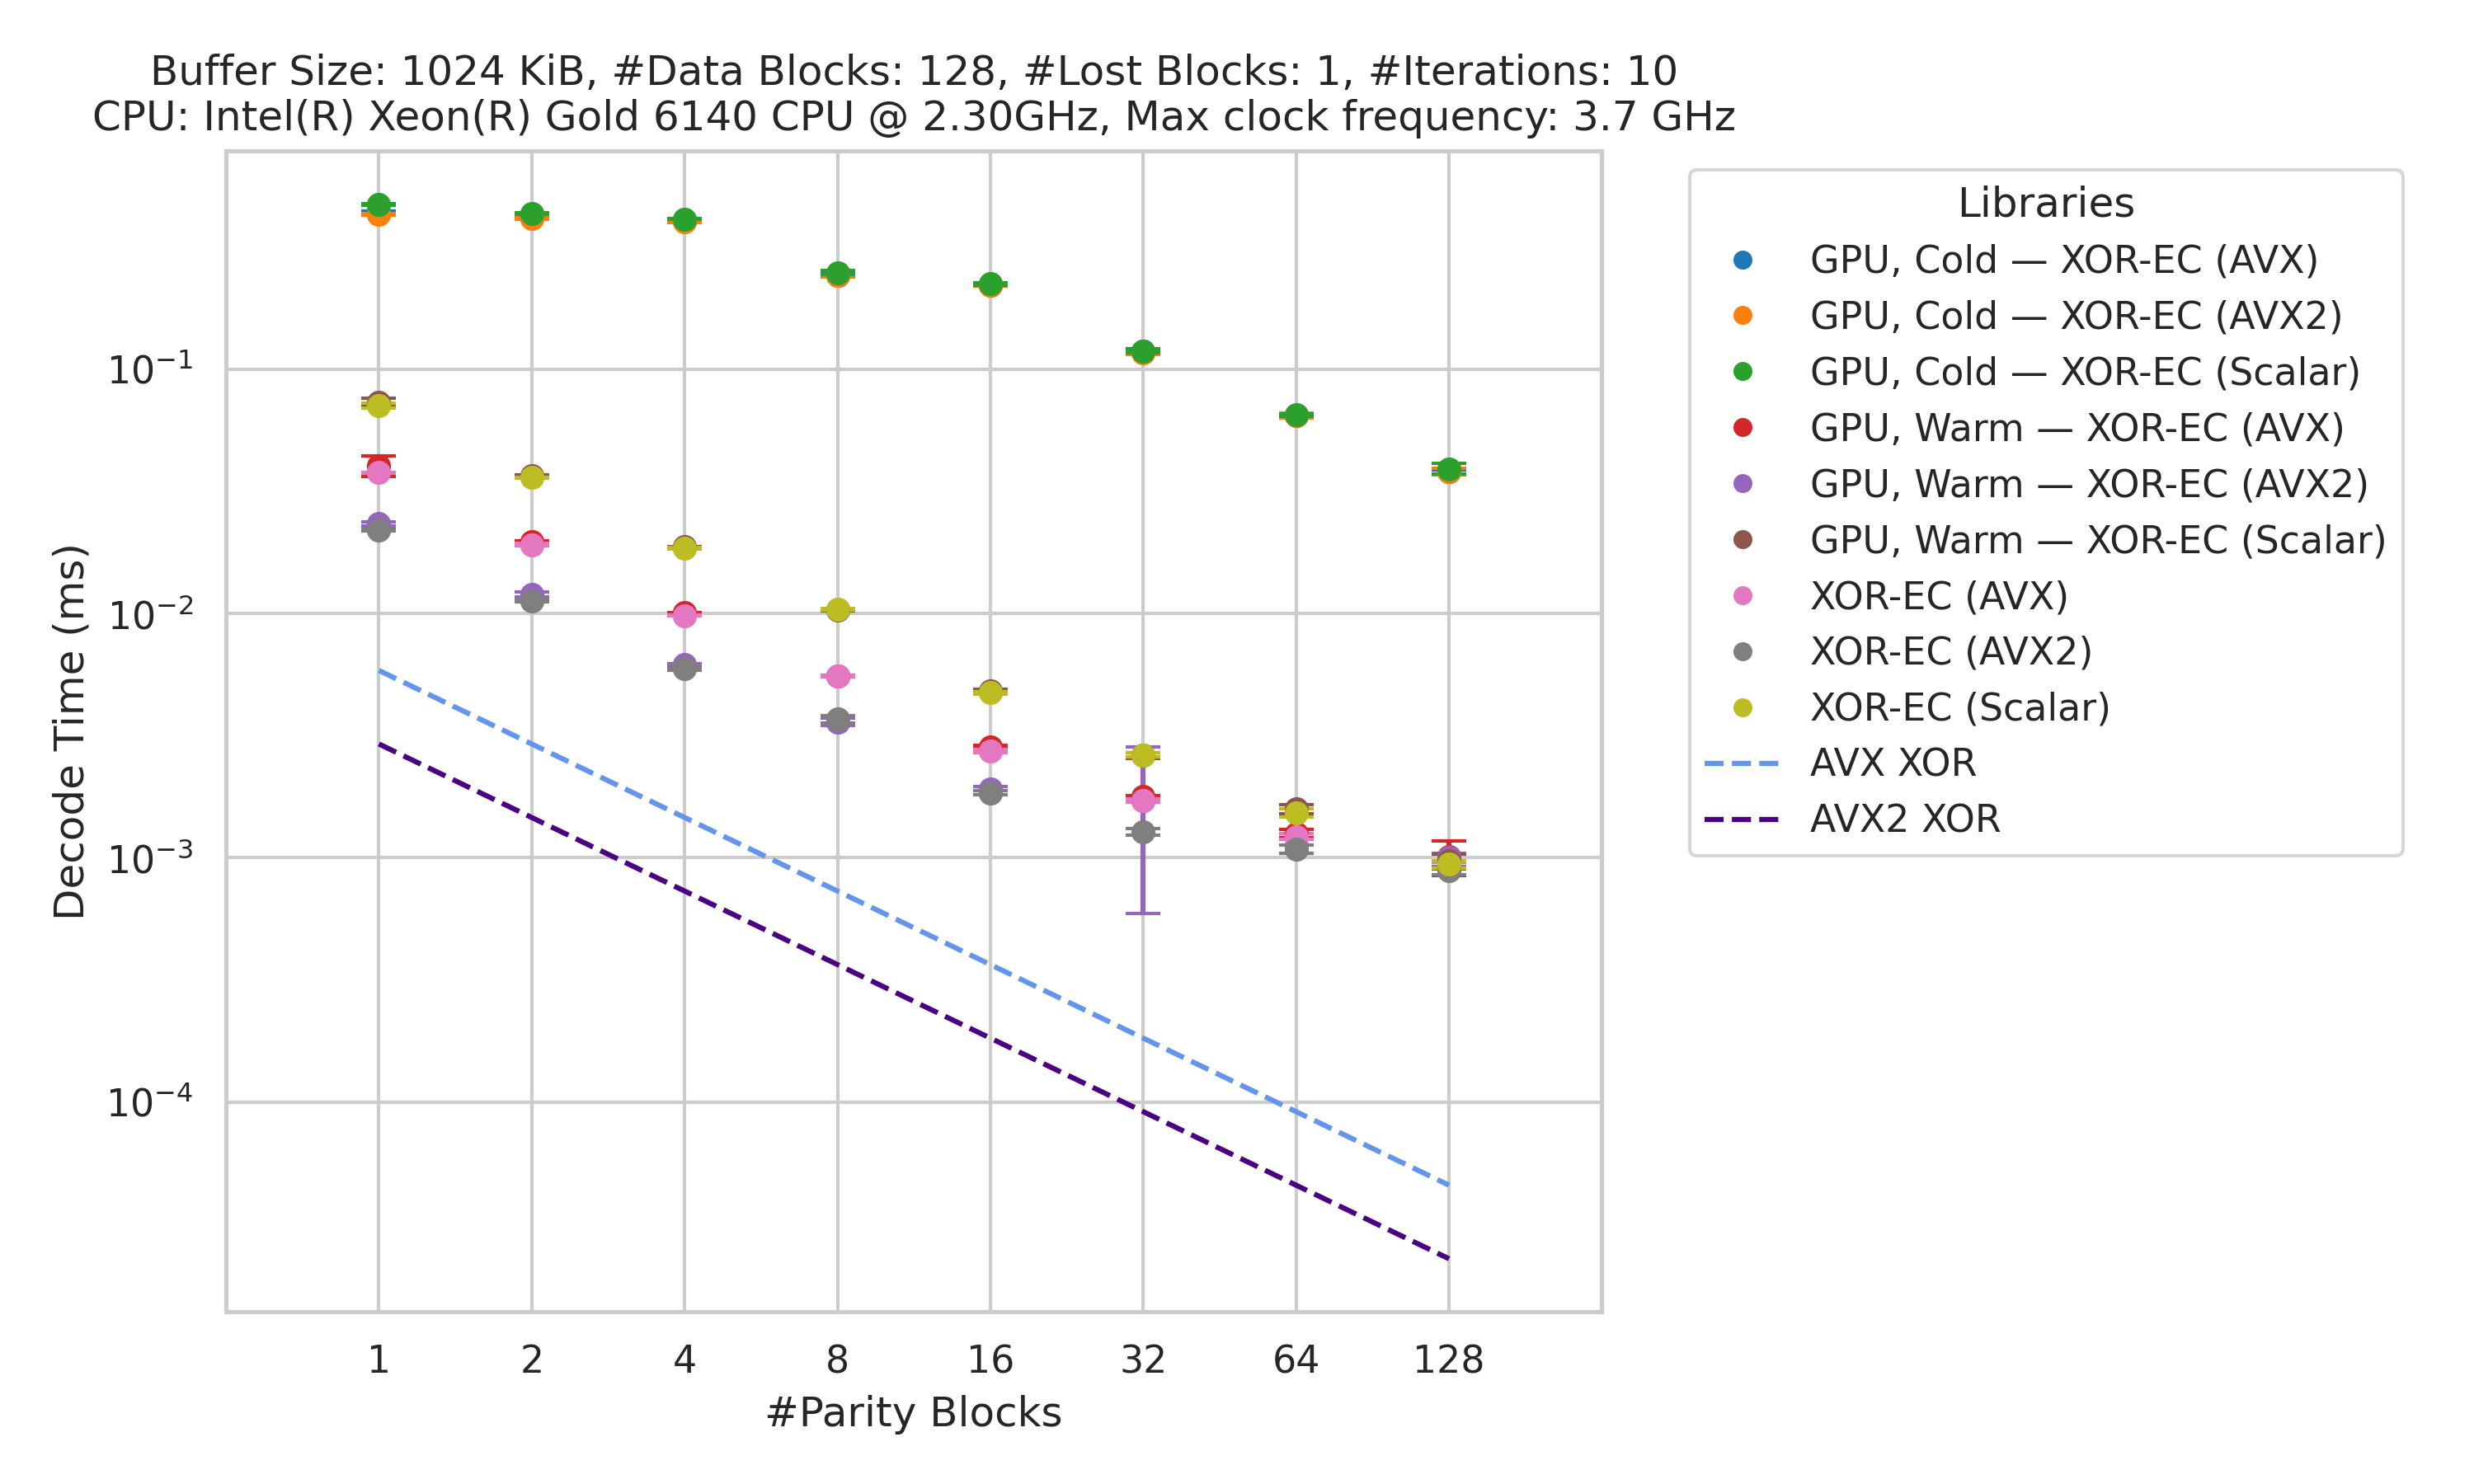 Buffer Size: 1024 KiB, #Data Blocks: 128, #Lost Blocks: 1, #Iterations: 10
CPU: Intel(R) Xeon(R) Gold 6140 CPU @ 2.30GHz, Max clock frequency: 3.7 GHz
Decode Time (ms)
10⁻¹
10⁻²
10⁻³
10⁻⁴
1 2 4 8 16 32 64 128
#Parity Blocks
Libraries
GPU, Cold — XOR-EC (AVX)
GPU, Cold — XOR-EC (AVX2)
GPU, Cold — XOR-EC (Scalar)
GPU, Warm — XOR-EC (AVX)
GPU, Warm — XOR-EC (AVX2)
GPU, Warm — XOR-EC (Scalar)
XOR-EC (AVX)
XOR-EC (AVX2)
XOR-EC (Scalar)
AVX XOR
AVX2 XOR